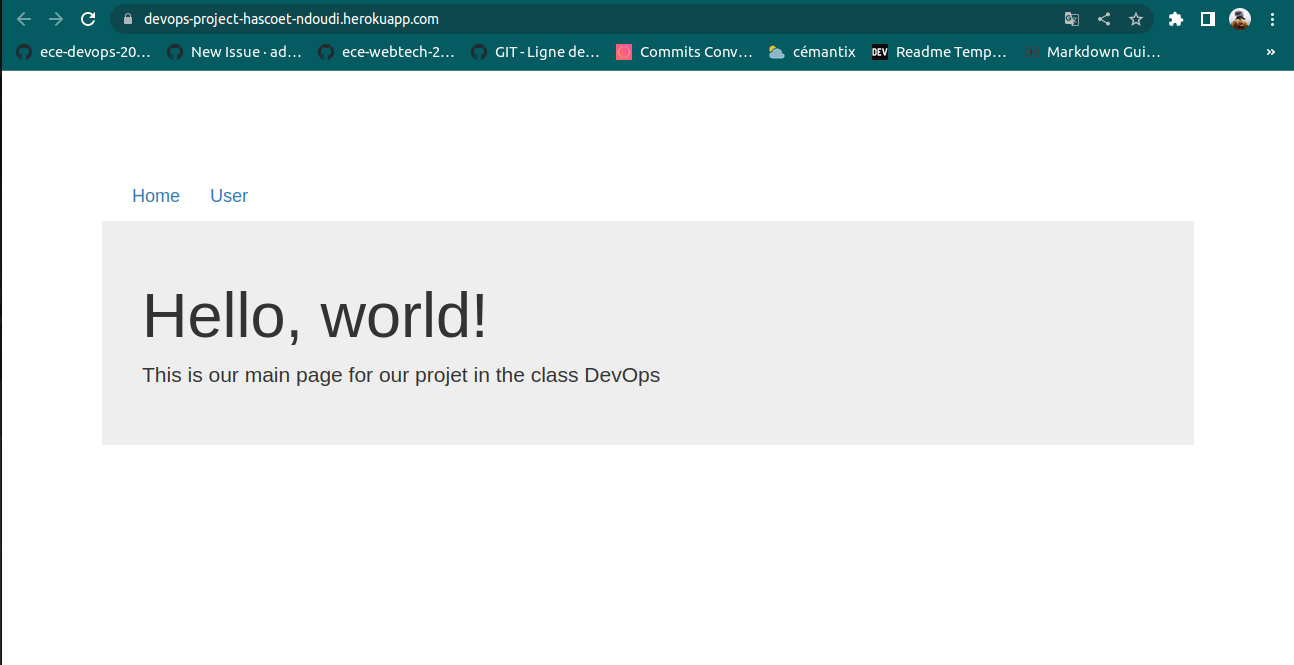 devops-project-hascoet-ndoudi.herokuapp.com
ece-devops-20… New Issue · ad… ece-webtech-2… GIT - Ligne de… Commits Conv… cémantix DEV Readme Temp… Markdown Gui… »
Home User
Hello, world!
This is our main page for our projet in the class DevOps